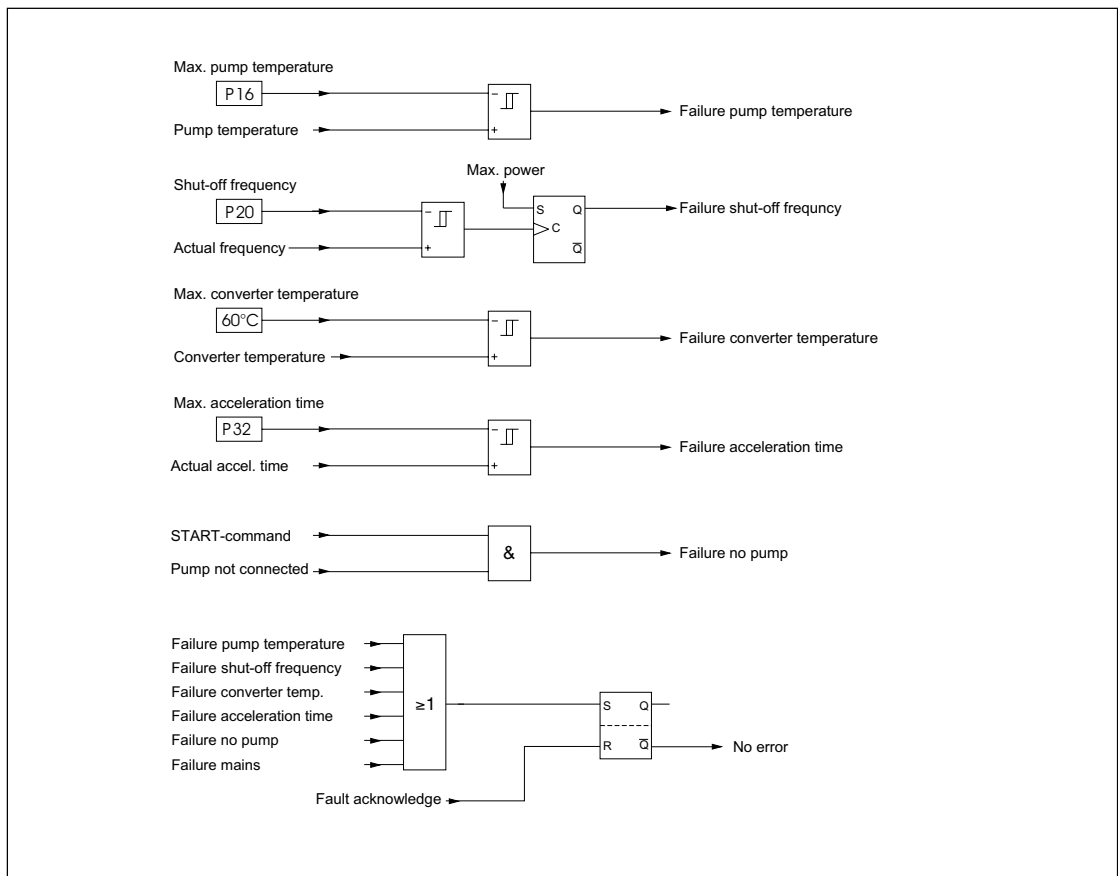 Max. pump temperature
P16
Pump temperature
−
+
Failure pump temperature
Max. power
Shut-off frequency
P20
Actual frequency
−
+
S Q
C
Q̅
Failure shut-off frequncy
Max. converter temperature
60°C
Converter temperature
−
+
Failure converter temperature
Max. acceleration time
P32
Actual accel. time
−
+
Failure acceleration time
START-command
Pump not connected
&
Failure no pump
Failure pump temperature
Failure shut-off frequency
Failure converter temp.
Failure acceleration time
Failure no pump
Failure mains
≥1
S Q
R Q̅
No error
Fault acknowledge